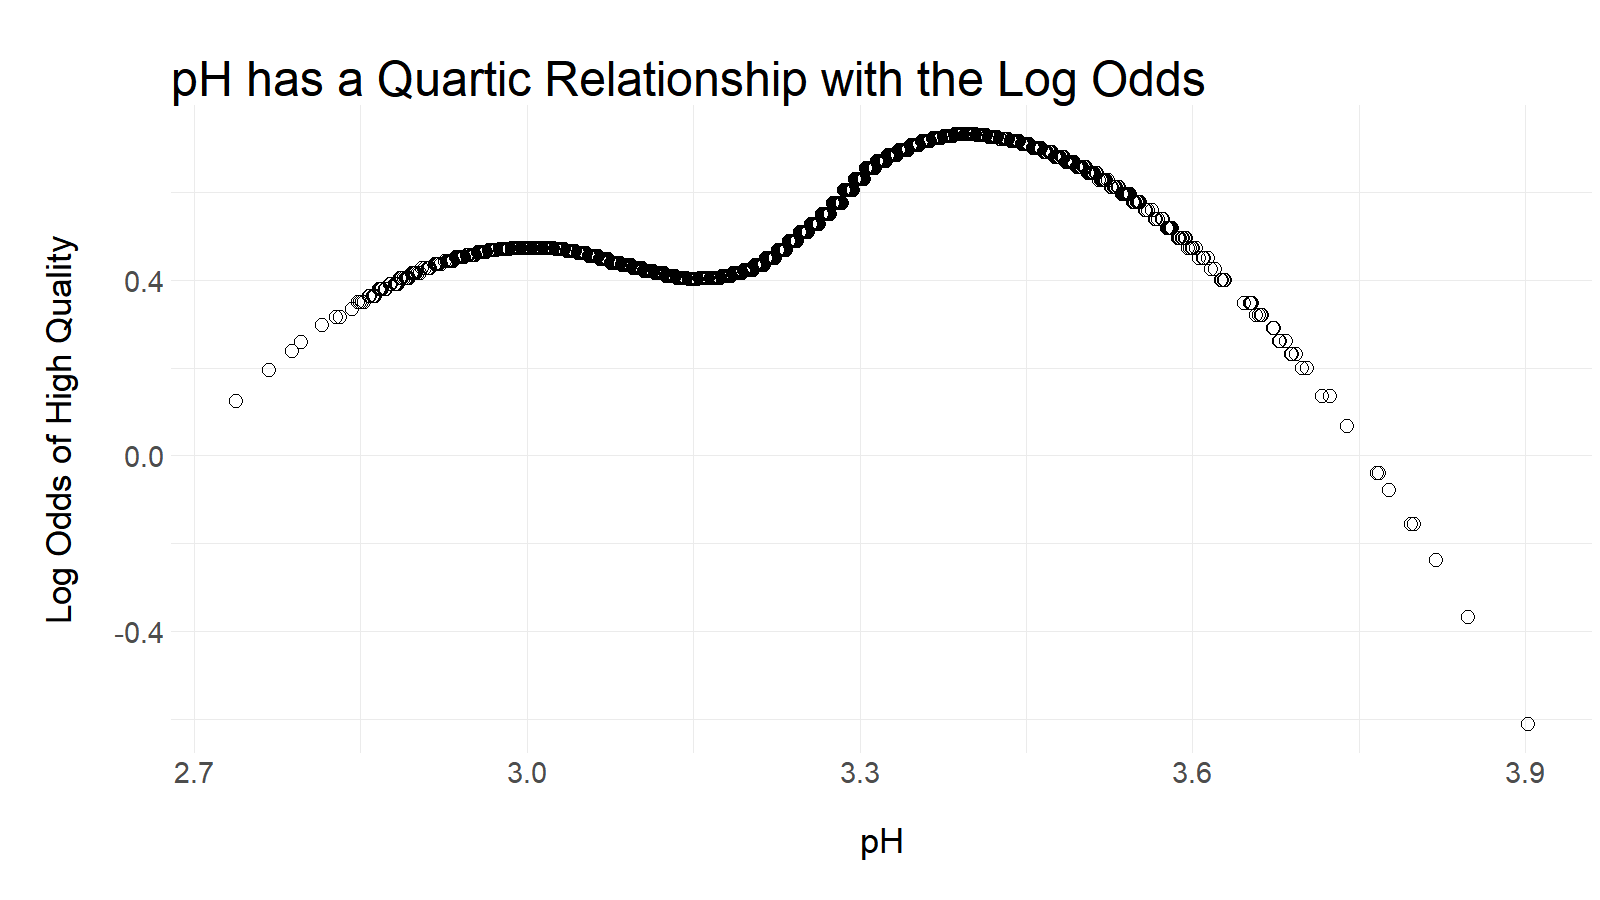 pH has a Quartic Relationship with the Log Odds
Log Odds of High Quality
0.4
0.0
-0.4
2.7 3.0 3.3 3.6 3.9
pH